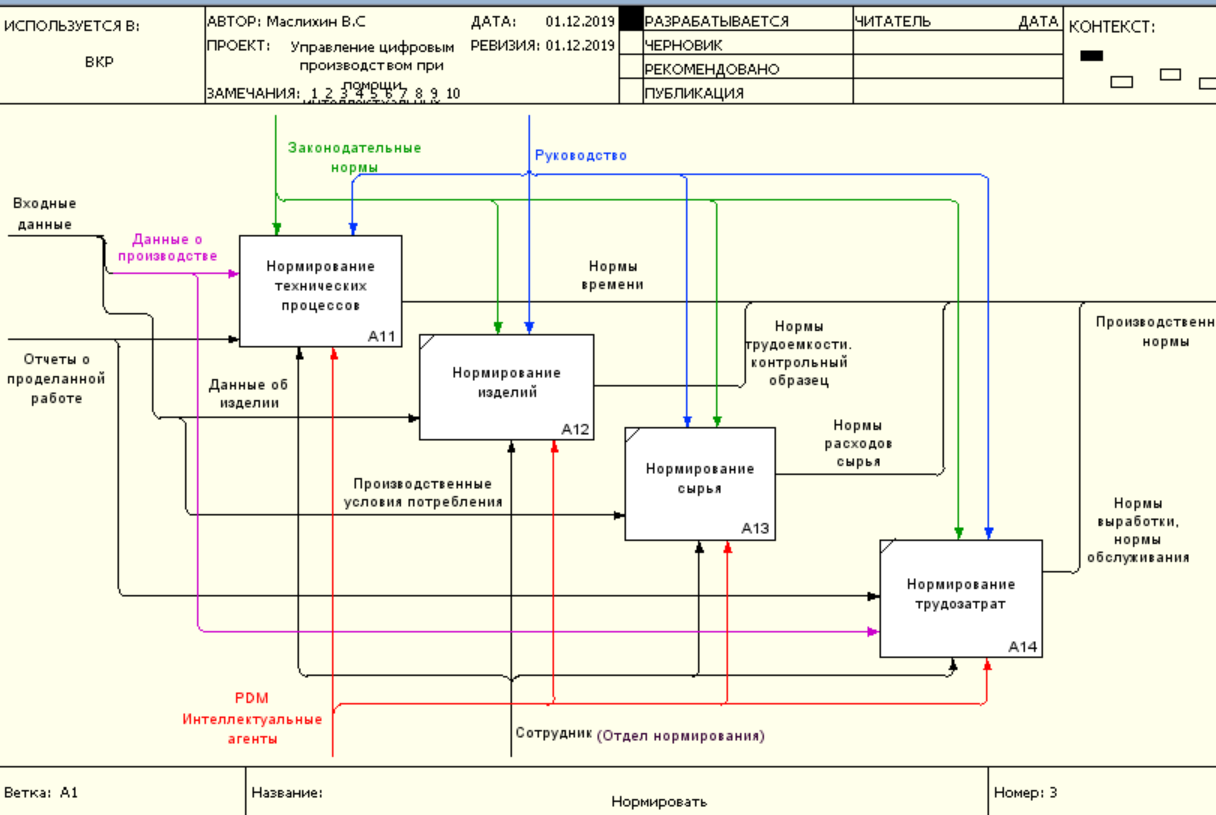 ИСПОЛЬЗУЕТСЯ В:
ВКР
АВТОР: Маслихин В.С
ДАТА: 01.12.2019
ПРОЕКТ: Управление цифровым
производством при
помощи
РЕВИЗИЯ: 01.12.2019
ЗАМЕЧАНИЯ: 1 2 3 4 5 6 7 8 9 10
РАЗРАБАТЫВАЕТСЯ
ЧЕРНОВИК
РЕКОМЕНДОВАНО
ПУБЛИКАЦИЯ
ЧИТАТЕЛЬ
ДАТА
КОНТЕКСТ:
Законодательные
нормы
Руководство
Входные
данные
Данные о
производстве
Нормирование
технических
процессов
A11
Нормы
времени
Отчеты о
проделанной
работе
Данные об
изделии
Нормирование
изделий
A12
Нормы
трудоемкости.
контрольный
образец
Производственн
нормы
Производственные
условия потребления
Нормирование
сырья
A13
Нормы
расходов
сырья
Нормы
выработки,
нормы
обслуживания
Нормирование
трудозатрат
A14
PDM
Интеллектуальные
агенты
Сотрудник (Отдел нормирования)
Ветка: A1
Название:
Нормировать
Номер: 3